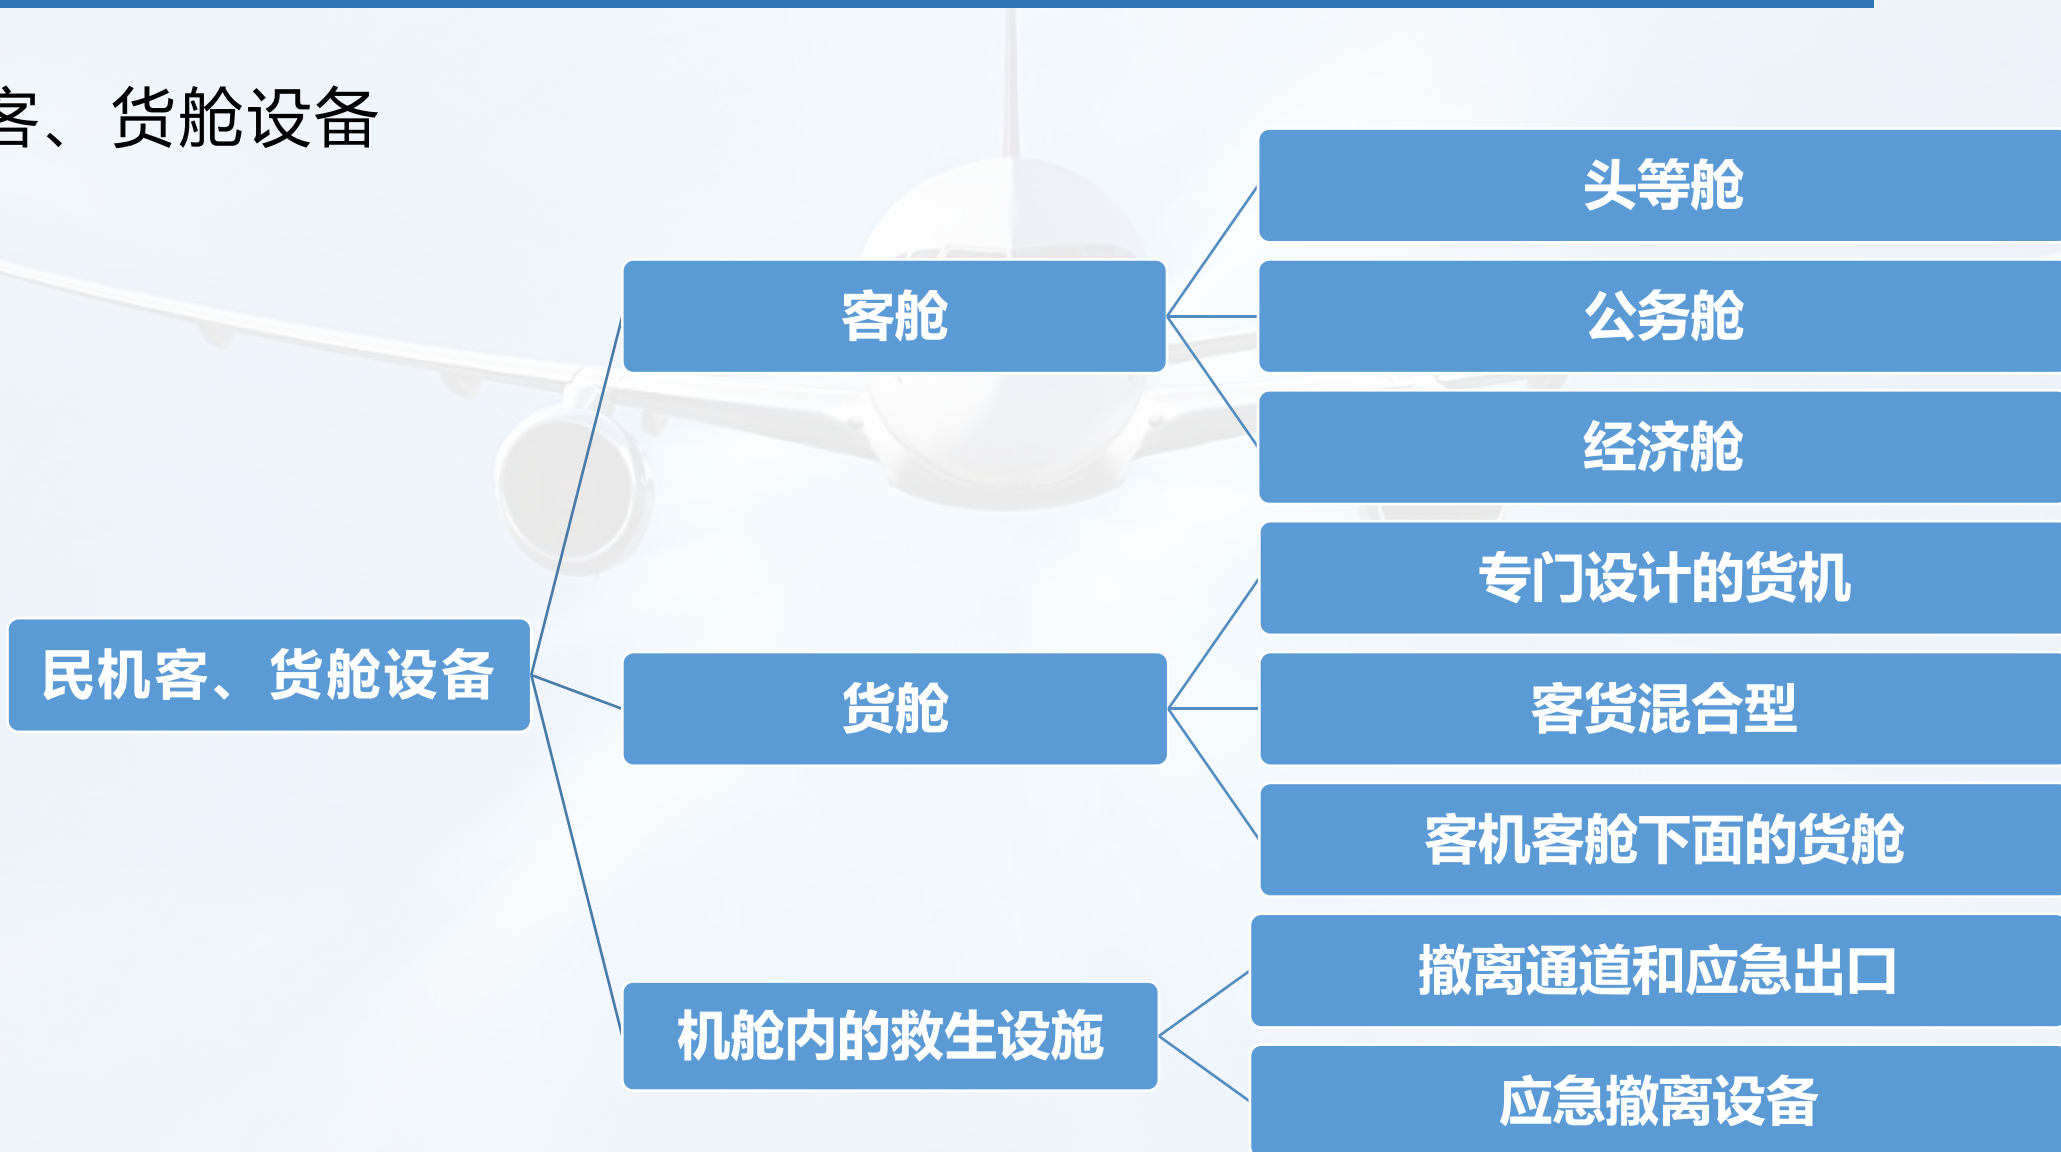 客、货舱设备
头等舱
客舱
公务舱
经济舱
专门设计的货机
民机客、货舱设备
货舱
客货混合型
客机客舱下面的货舱
撤离通道和应急出口
机舱内的救生设施
应急撤离设备